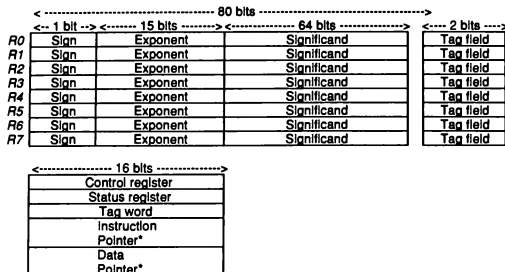 80 bits
1 bit 15 bits 64 bits 2 bits
R0 Sign Exponent Significand Tag field
R1 Sign Exponent Significand Tag field
R2 Sign Exponent Significand Tag field
R3 Sign Exponent Significand Tag field
R4 Sign Exponent Significand Tag field
R5 Sign Exponent Significand Tag field
R6 Sign Exponent Significand Tag field
R7 Sign Exponent Significand Tag field
16 bits
Control register
Status register
Tag word
Instruction
Pointer*
Data
Pointer*